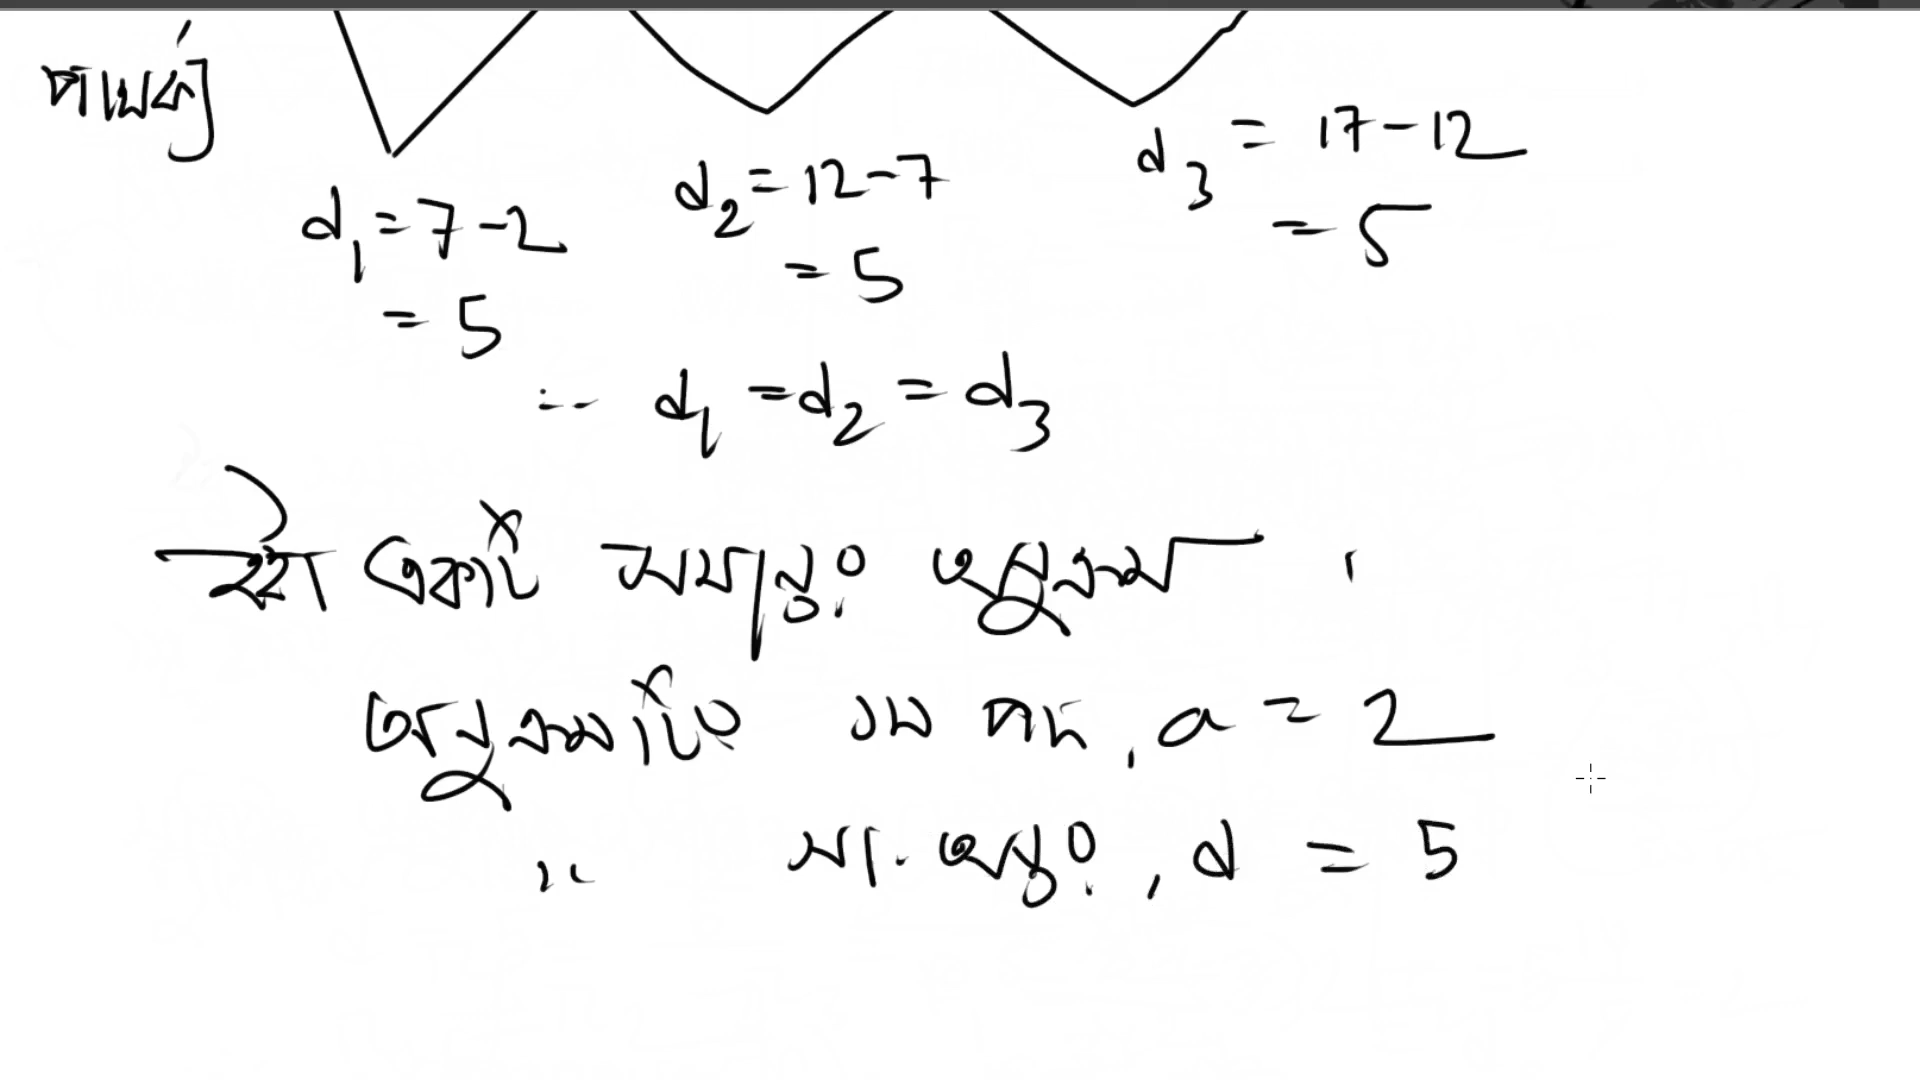 পার্থক্য
d₁ = 7 - 2
= 5
d₂ = 12 - 7
= 5
d₃ = 17 - 12
= 5
∴ d₁ = d₂ = d₃
ইহা একটি সমান্তর অনুক্রম ।
অনুক্রমটির ১ম পদ, a = 2
" সা. অন্তর, d = 5